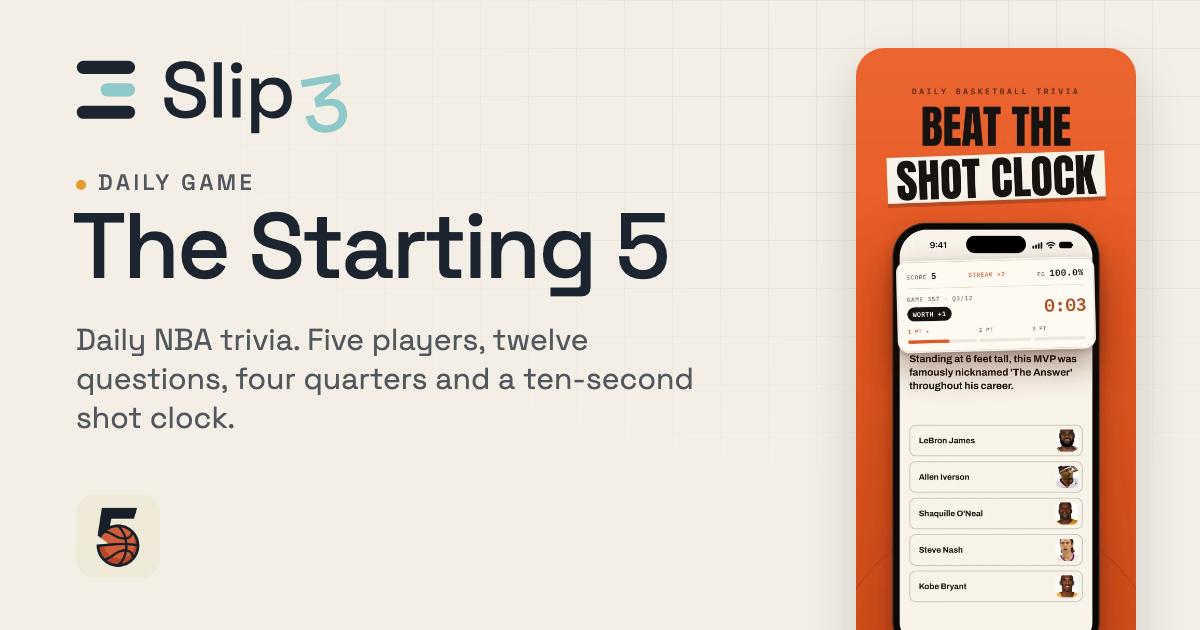 Slip3
DAILY GAME
The Starting 5
Daily NBA trivia. Five players, twelve
questions, four quarters and a ten-second
shot clock.
5
DAILY BASKETBALL TRIVIA
BEAT THE
SHOT CLOCK
9:41
SCORE 5 STREAK +2 FG 100.0%
GAME 357 · Q3/12
WORTH +1 0:03
1 PT 2 PT 3 PT
Standing at 6 feet tall, this MVP was
famously nicknamed 'The Answer'
throughout his career.
LeBron James
Allen Iverson
Shaquille O'Neal
Steve Nash
Kobe Bryant